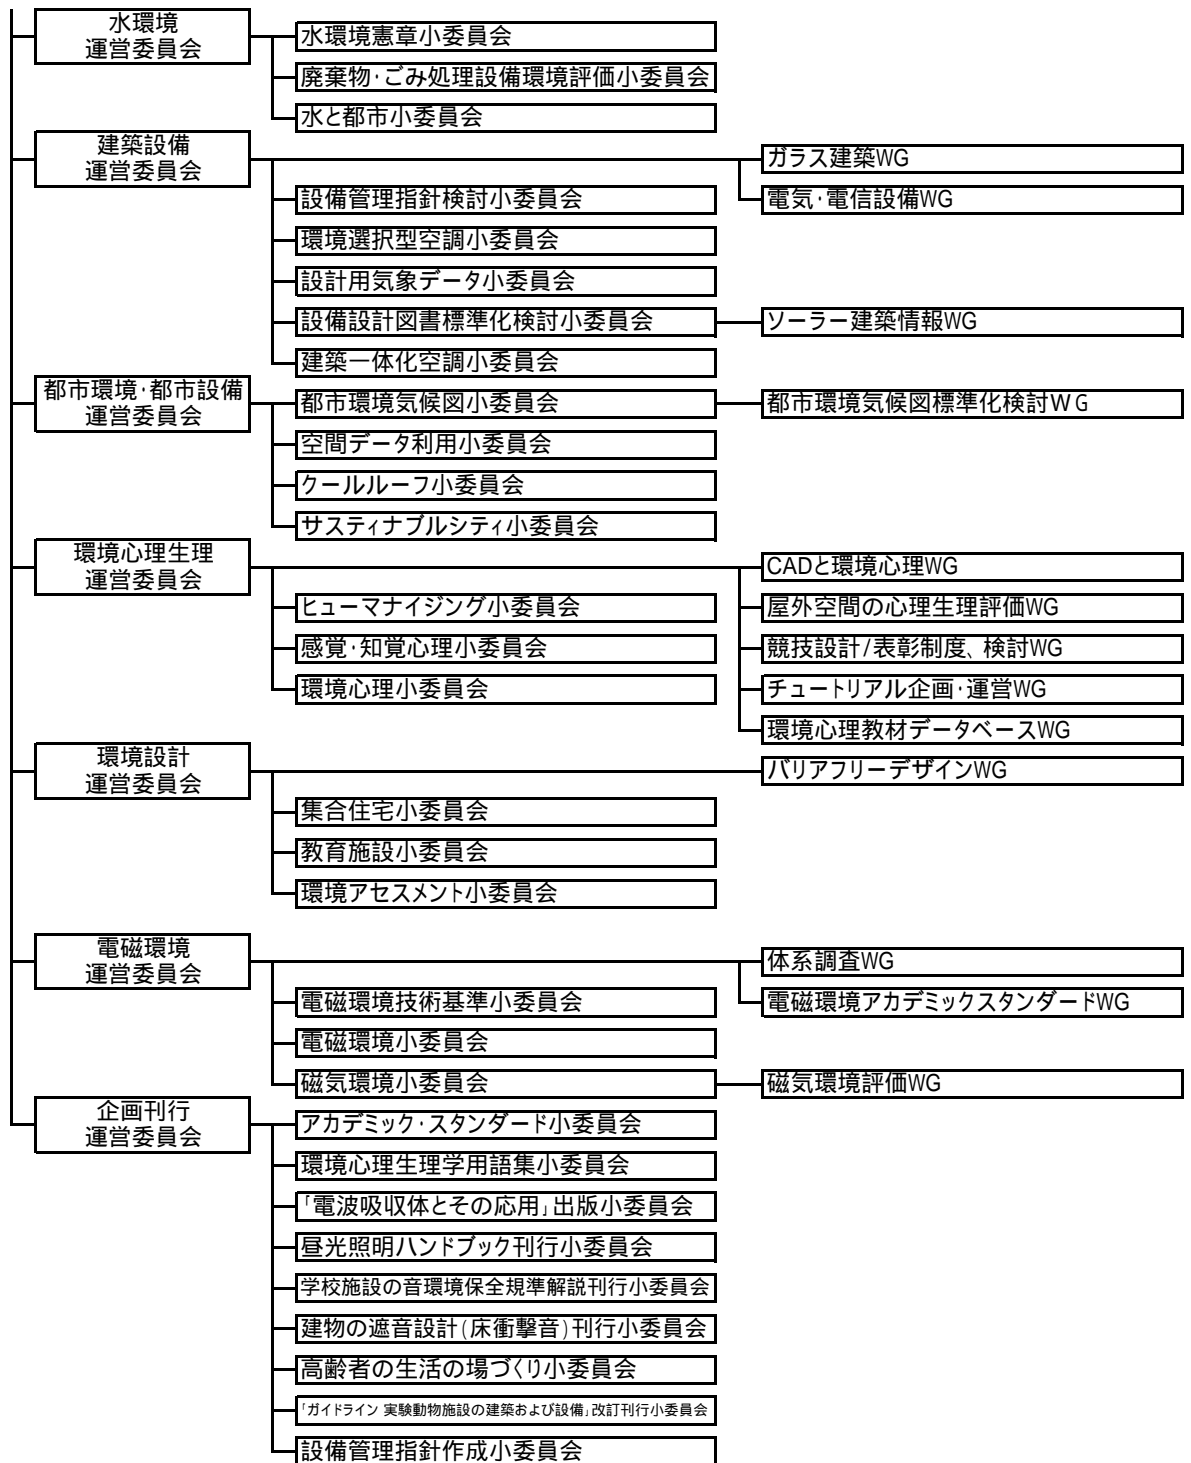 水環境
運営委員会
水環境憲章小委員会
廃棄物・ごみ処理設備環境評価小委員会
水と都市小委員会
建築設備
運営委員会
ガラス建築WG
電気・電信設備WG
設備管理指針検討小委員会
環境選択型空調小委員会
設計用気象データ小委員会
設備設計図書標準化検討小委員会
ソーラー建築情報WG
建築一体化空調小委員会
都市環境・都市設備
運営委員会
都市環境気候図小委員会
都市環境気候図標準化検討ＷＧ
空間データ利用小委員会
クールルーフ小委員会
サスティナブルシティ小委員会
環境心理生理
運営委員会
CADと環境心理WG
ヒューマナイジング小委員会
屋外空間の心理生理評価WG
感覚・知覚心理小委員会
競技設計/表彰制度、検討WG
環境心理小委員会
チュートリアル企画・運営WG
環境心理教材データベースWG
環境設計
運営委員会
バリアフリーデザインWG
集合住宅小委員会
教育施設小委員会
環境アセスメント小委員会
電磁環境
運営委員会
体系調査WG
電磁環境技術基準小委員会
電磁環境アカデミックスタンダードWG
電磁環境小委員会
磁気環境小委員会
磁気環境評価WG
企画刊行
運営委員会
アカデミック・スタンダード小委員会
環境心理生理学用語集小委員会
「電波吸収体とその応用」出版小委員会
昼光照明ハンドブック刊行小委員会
学校施設の音環境保全規準解説刊行小委員会
建物の遮音設計(床衝撃音)刊行小委員会
高齢者の生活の場づくり小委員会
「ガイドライン 実験動物施設の建築および設備」改訂刊行小委員会
設備管理指針作成小委員会